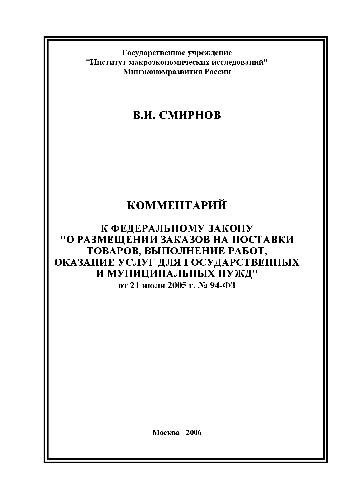 Государственное учреждение
"Институт макроэкономических исследований"
Минэкономразвития России
В.И. СМИРНОВ
КОММЕНТАРИЙ
К ФЕДЕРАЛЬНОМУ ЗАКОНУ
"О РАЗМЕЩЕНИИ ЗАКАЗОВ НА ПОСТАВКИ
ТОВАРОВ, ВЫПОЛНЕНИЕ РАБОТ,
ОКАЗАНИЕ УСЛУГ ДЛЯ ГОСУДАРСТВЕННЫХ
И МУНИЦИПАЛЬНЫХ НУЖД"
от 21 июля 2005 г. № 94-ФЗ
Москва 2006